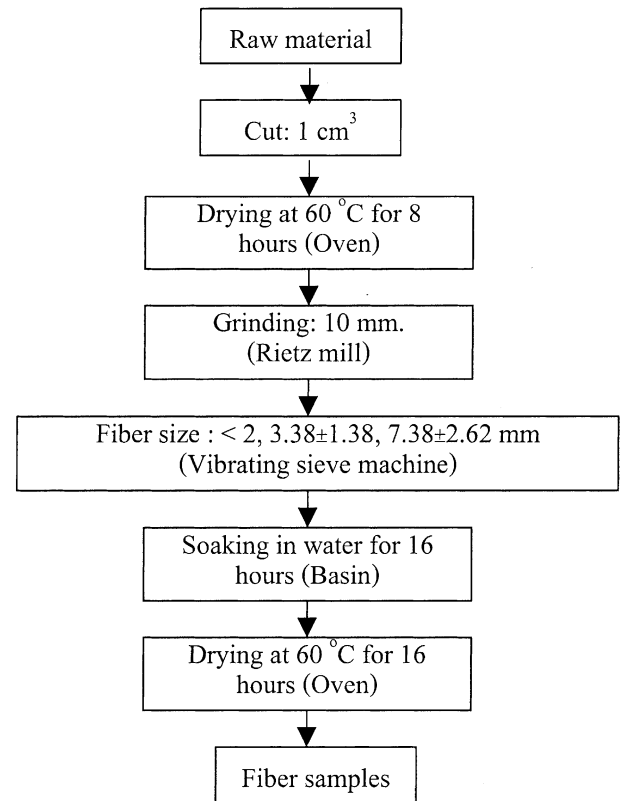 Raw material
Cut: 1 cm³
Drying at 60 °C for 8
hours (Oven)
Grinding: 10 mm.
(Rietz mill)
Fiber size : < 2, 3.38±1.38, 7.38±2.62 mm
(Vibrating sieve machine)
Soaking in water for 16
hours (Basin)
Drying at 60 °C for 16
hours (Oven)
Fiber samples